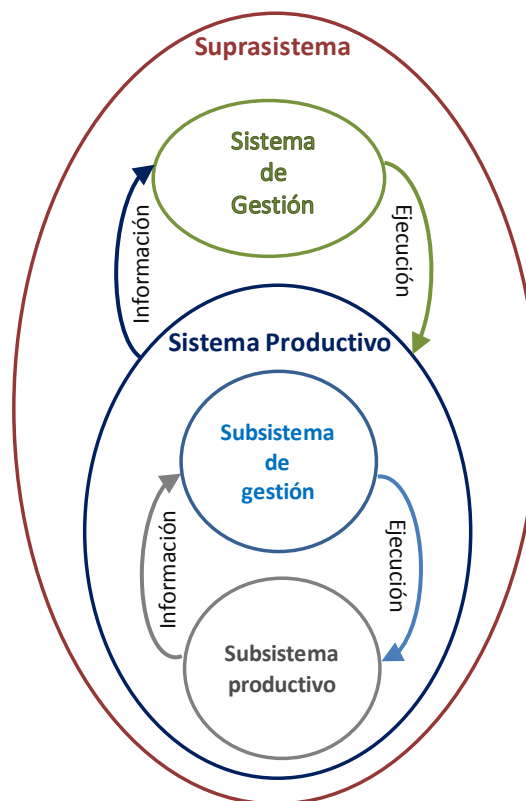 Suprasistema
Sistema
de
Gestión
Información
Ejecución
Sistema Productivo
Subsistema
de
gestión
Información
Ejecución
Subsistema
productivo